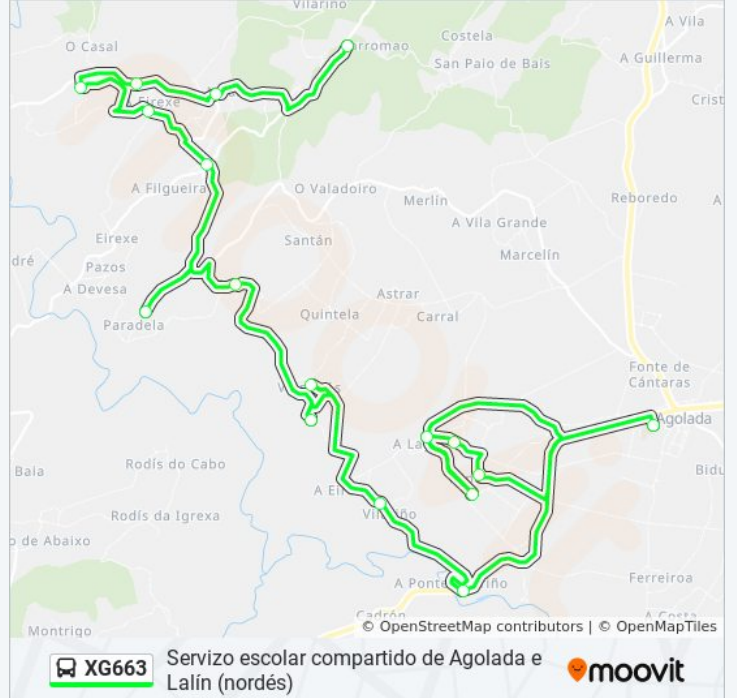 Vilariño
O Casal
Costela
A Vila
San Paio de Bais
A Guillerma
Crist
Eirexe
A Filgueira
O Valadoiro
Merlín
Reboredo
A
A Vila Grande
Eirexe
Santán
Marcelín
dré
Pazos
A Devesa
Astrar
Quintela
Carral
Paradela
Fonte de
Cántaras
Agolada
A La
Baia
Rodís do Cabo
Bidu
A Ei
Rodís da Igrexa
o de Abaixo
A Ponte
iño
Ferreiroa
Cadrón
A Costa
© OpenStreetMap contributors | © OpenMapTiles
Montrigo
XG663
Servizo escolar compartido de Agolada e
Lalín (nordés)
moovit